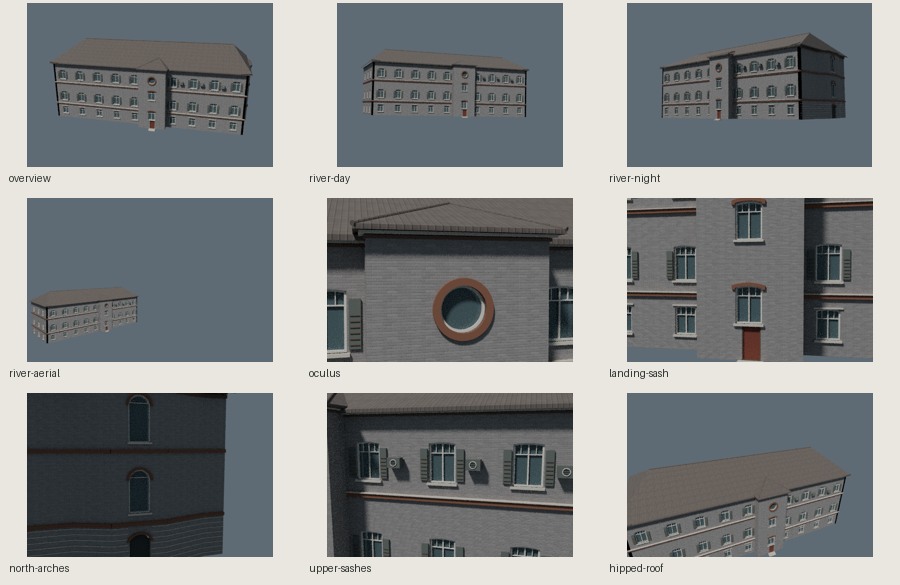 overview
river-day
river-night
river-aerial
oculus
landing-sash
north-arches
upper-sashes
hipped-roof